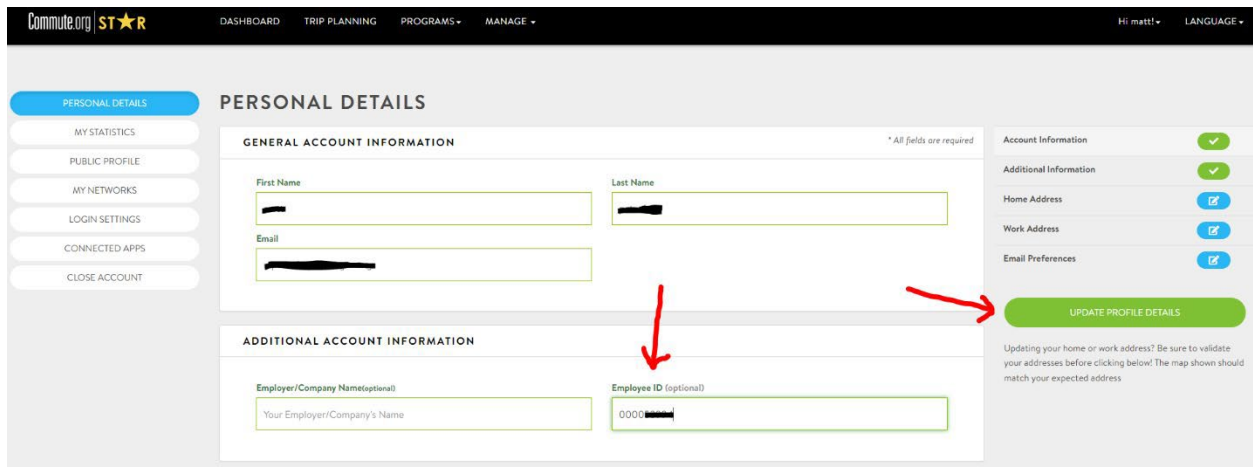 Commute.org ST★R DASHBOARD TRIP PLANNING PROGRAMS MANAGE Hi matt! LANGUAGE
PERSONAL DETAILS
MY STATISTICS
PUBLIC PROFILE
MY NETWORKS
LOGIN SETTINGS
CONNECTED APPS
CLOSE ACCOUNT
PERSONAL DETAILS
GENERAL ACCOUNT INFORMATION * All fields are required
First Name Last Name
Email
ADDITIONAL ACCOUNT INFORMATION
Employer/Company Name(optional) Employee ID (optional)
Your Employer/Company's Name 0000
Account Information
Additional Information
Home Address
Work Address
Email Preferences
UPDATE PROFILE DETAILS
Updating your home or work address? Be sure to validate
your addresses before clicking below! The map shown should
match your expected address